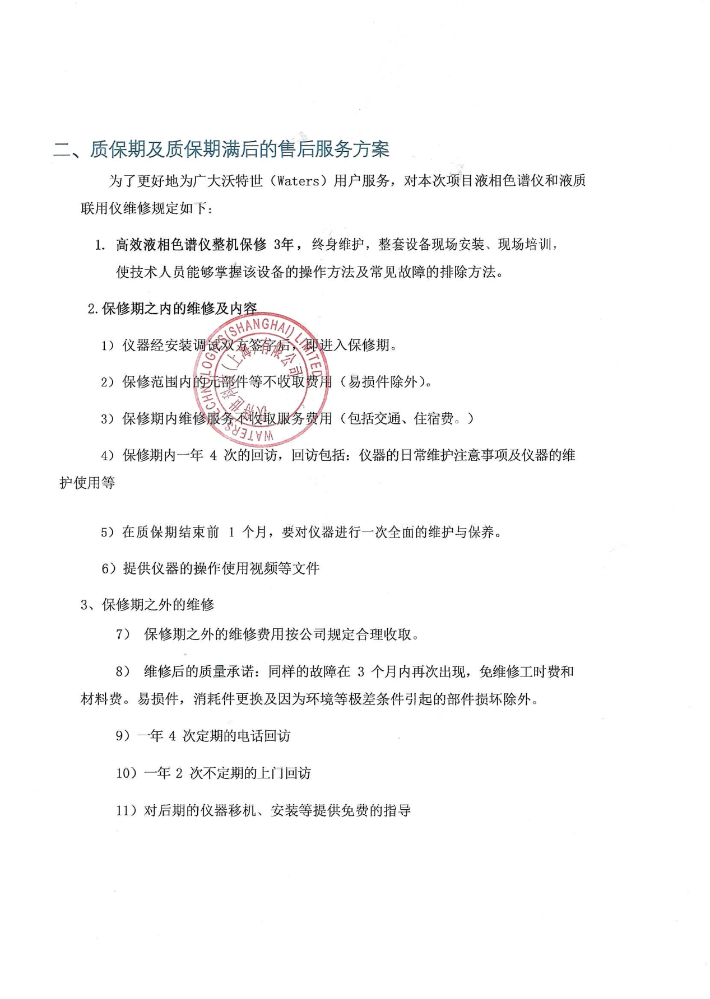 二、质保期及质保期满后的售后服务方案
为了更好地为广大沃特世（Waters）用户服务，对本次项目液相色谱仪和液质
联用仪维修规定如下：
1. 高效液相色谱仪整机保修 3年，终身维护，整套设备现场安装、现场培训，
使技术人员能够掌握该设备的操作方法及常见故障的排除方法。
2.保修期之内的维修及内容
1）仪器经安装调试双方签字后，即进入保修期。
2）保修范围内的元部件等不收取费用（易损件除外）。
3）保修期内维修服务不收取服务费用（包括交通、住宿费。）
4）保修期内一年 4 次的回访，回访包括：仪器的日常维护注意事项及仪器的维
护使用等
5）在质保期结束前 1 个月，要对仪器进行一次全面的维护与保养。
6）提供仪器的操作使用视频等文件
3、保修期之外的维修
7） 保修期之外的维修费用按公司规定合理收取。
8） 维修后的质量承诺：同样的故障在 3 个月内再次出现，免维修工时费和
材料费。易损件，消耗件更换及因为环境等极差条件引起的部件损坏除外。
9）一年 4 次定期的电话回访
10）一年 2 次不定期的上门回访
11）对后期的仪器移机、安装等提供免费的指导
WATERS TECHNOLOGIES(SHANGHAI) LIMITED
沃特世科技（上海）有限公司